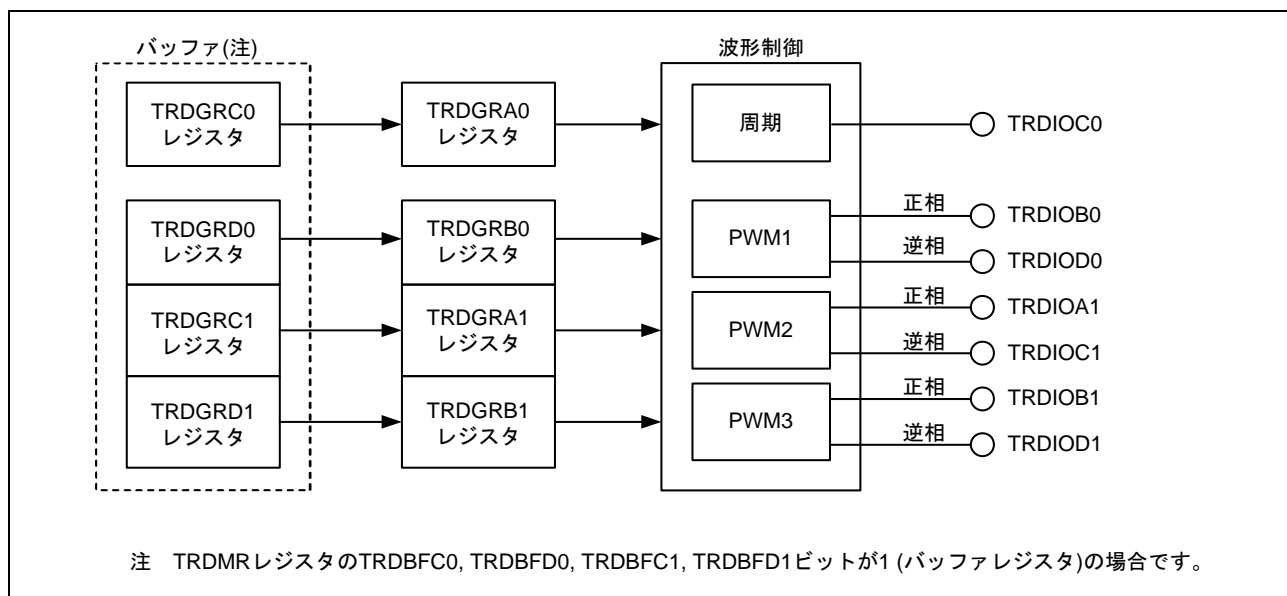 バッファ(注)
波形制御
TRDGRC0
レジスタ
TRDGRA0
レジスタ
周期
TRDIOC0
TRDGRD0
レジスタ
TRDGRB0
レジスタ
PWM1
正相
TRDIOB0
逆相
TRDIOD0
TRDGRC1
レジスタ
TRDGRA1
レジスタ
PWM2
正相
TRDIOA1
逆相
TRDIOC1
TRDGRD1
レジスタ
TRDGRB1
レジスタ
PWM3
正相
TRDIOB1
逆相
TRDIOD1
注 TRDMRレジスタのTRDBFC0, TRDBFD0, TRDBFC1, TRDBFD1ビットが1 (バッファレジスタ)の場合です。